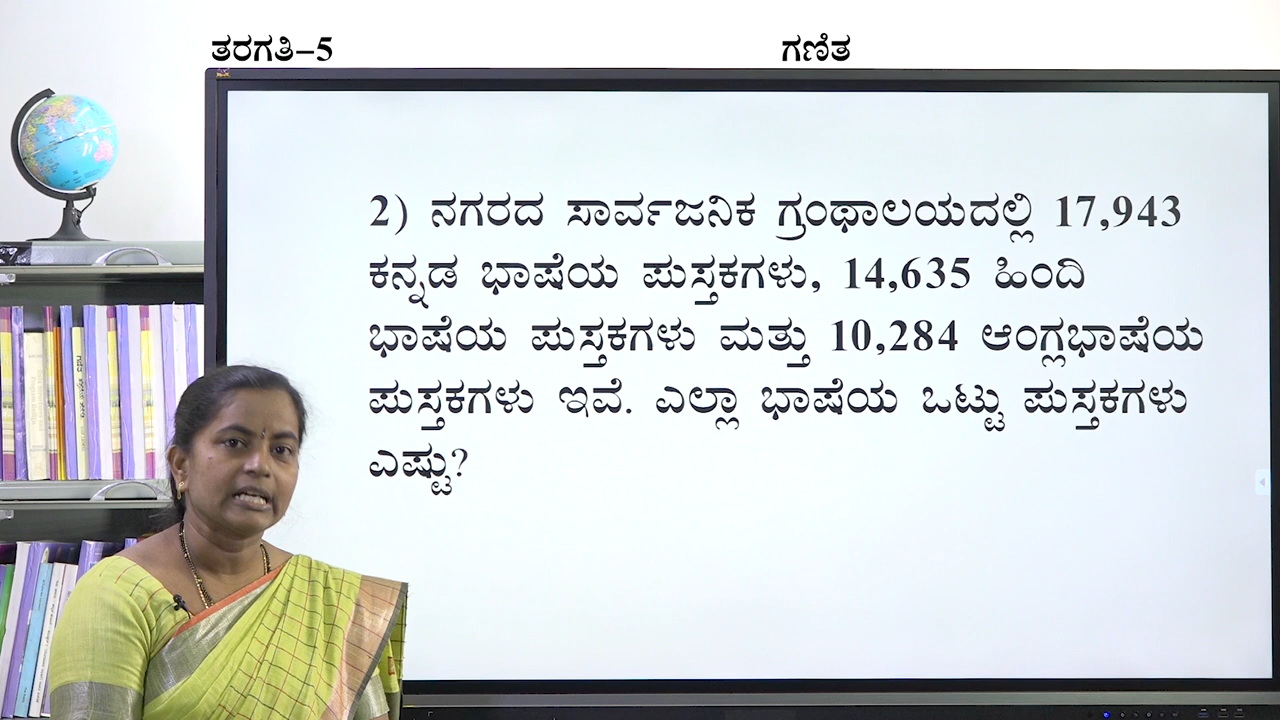 ತರಗತಿ-5
ಗಣಿತ
2) ನಗರದ ಸಾರ್ವಜನಿಕ ಗ್ರಂಥಾಲಯದಲ್ಲಿ 17,943
ಕನ್ನಡ ಭಾಷೆಯ ಪುಸ್ತಕಗಳು, 14,635 ಹಿಂದಿ
ಭಾಷೆಯ ಪುಸ್ತಕಗಳು ಮತ್ತು 10,284 ಆಂಗ್ಲಭಾಷೆಯ
ಪುಸ್ತಕಗಳು ಇವೆ. ಎಲ್ಲಾ ಭಾಷೆಯ ಒಟ್ಟು ಪುಸ್ತಕಗಳು
ಎಷ್ಟು?